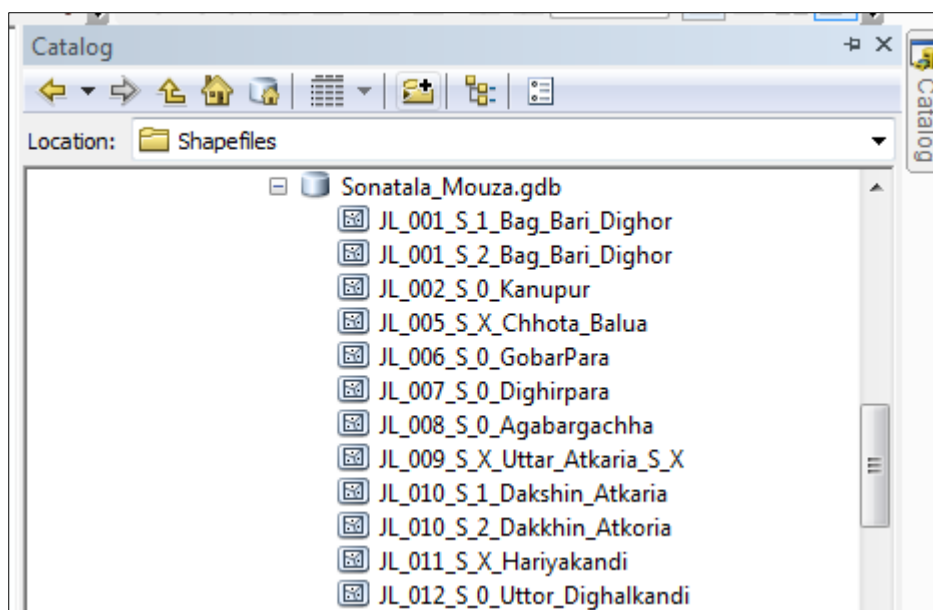 Catalog
Location: Shapefiles
Sonatala_Mouza.gdb
JL_001_S_1_Bag_Bari_Dighor
JL_001_S_2_Bag_Bari_Dighor
JL_002_S_0_Kanupur
JL_005_S_X_Chhota_Balua
JL_006_S_0_GobarPara
JL_007_S_0_Dighirpara
JL_008_S_0_Agabargachha
JL_009_S_X_Uttar_Atkaria_S_X
JL_010_S_1_Dakshin_Atkaria
JL_010_S_2_Dakkhin_Atkoria
JL_011_S_X_Hariyakandi
JL_012_S_0_Uttor_Dighalkandi
Catalog